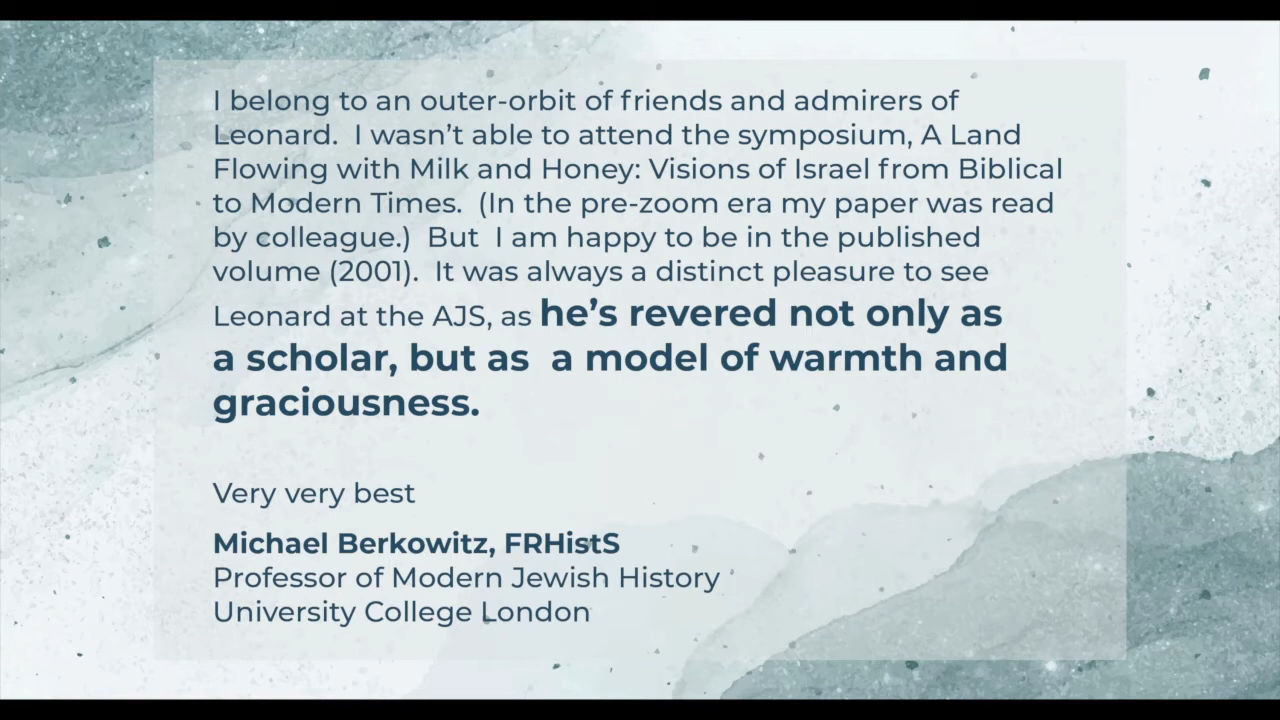 I belong to an outer-orbit of friends and admirers of
Leonard.  I wasn't able to attend the symposium, A Land
Flowing with Milk and Honey: Visions of Israel from Biblical
to Modern Times.  (In the pre-zoom era my paper was read
by colleague.)  But  I am happy to be in the published
volume (2001).  It was always a distinct pleasure to see
Leonard at the AJS, as he's revered not only as
a scholar, but as  a model of warmth and
graciousness.
Very very best
Michael Berkowitz, FRHistS
Professor of Modern Jewish History
University College London